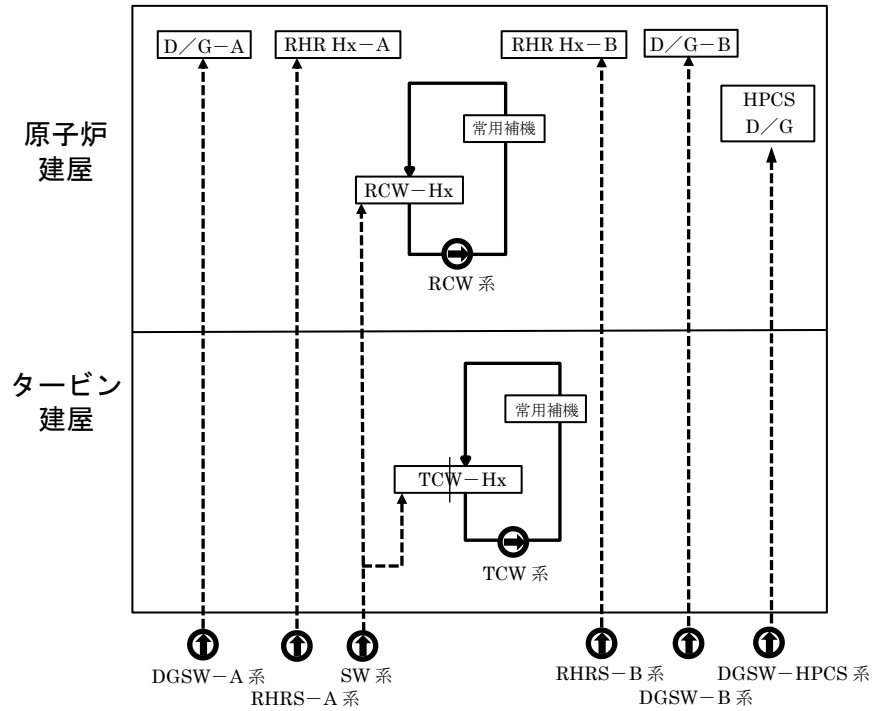 D／G－A
RHR Hx－A
RHR Hx－B
D／G－B
HPCS
D／G
常用補機
原子炉
建屋
RCW－Hx
RCW 系
タービン
建屋
常用補機
TCW－Hx
TCW 系
DGSW－A 系
RHRS－A 系
SW 系
RHRS－B 系
DGSW－B 系
DGSW－HPCS 系